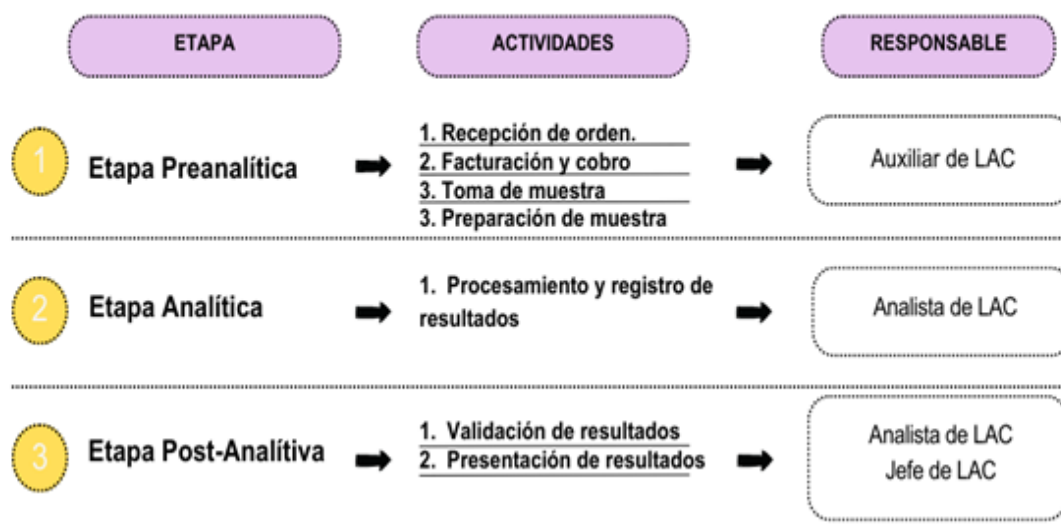 ETAPA
ACTIVIDADES
RESPONSABLE
1
Etapa Preanalítica
1. Recepción de orden.
2. Facturación y cobro
3. Toma de muestra
3. Preparación de muestra
Auxiliar de LAC
2
Etapa Analítica
1. Procesamiento y registro de
resultados
Analista de LAC
3
Etapa Post-Analítiva
1. Validación de resultados
2. Presentación de resultados
Analista de LAC
Jefe de LAC